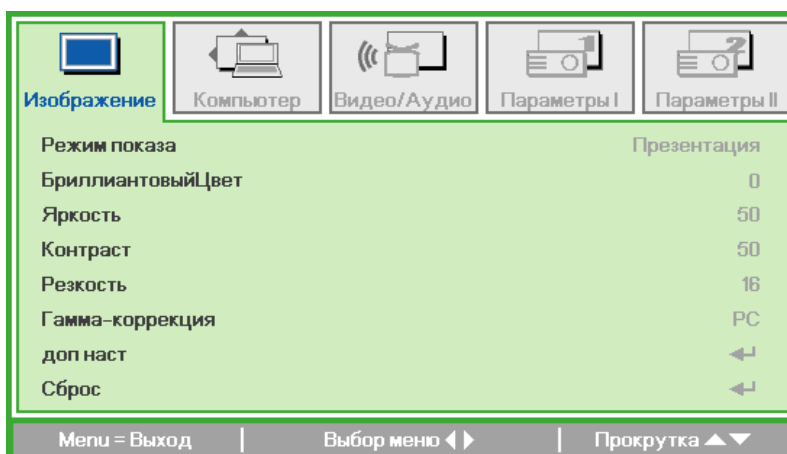 Изображение Компьютер Видео/Аудио Параметры I Параметры II
Режим показа Презентация
БриллиантовыйЦвет 0
Яркость 50
Контраст 50
Резкость 16
Гамма-коррекция PC
доп наст
Сброс
Menu = Выход | Выбор меню | Прокрутка